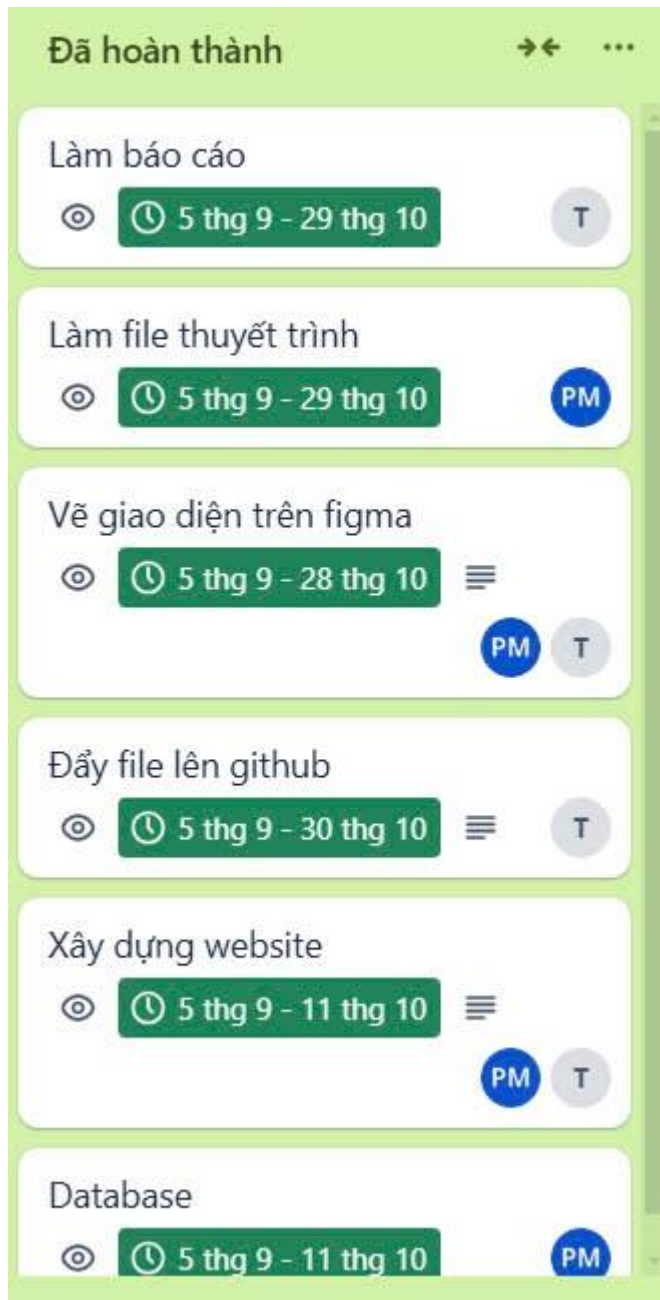 Đã hoàn thành
Làm báo cáo
5 thg 9 - 29 thg 10
T
Làm file thuyết trình
5 thg 9 - 29 thg 10
PM
Vẽ giao diện trên figma
5 thg 9 - 28 thg 10
PM T
Đẩy file lên github
5 thg 9 - 30 thg 10
T
Xây dựng website
5 thg 9 - 11 thg 10
PM T
Database
5 thg 9 - 11 thg 10
PM